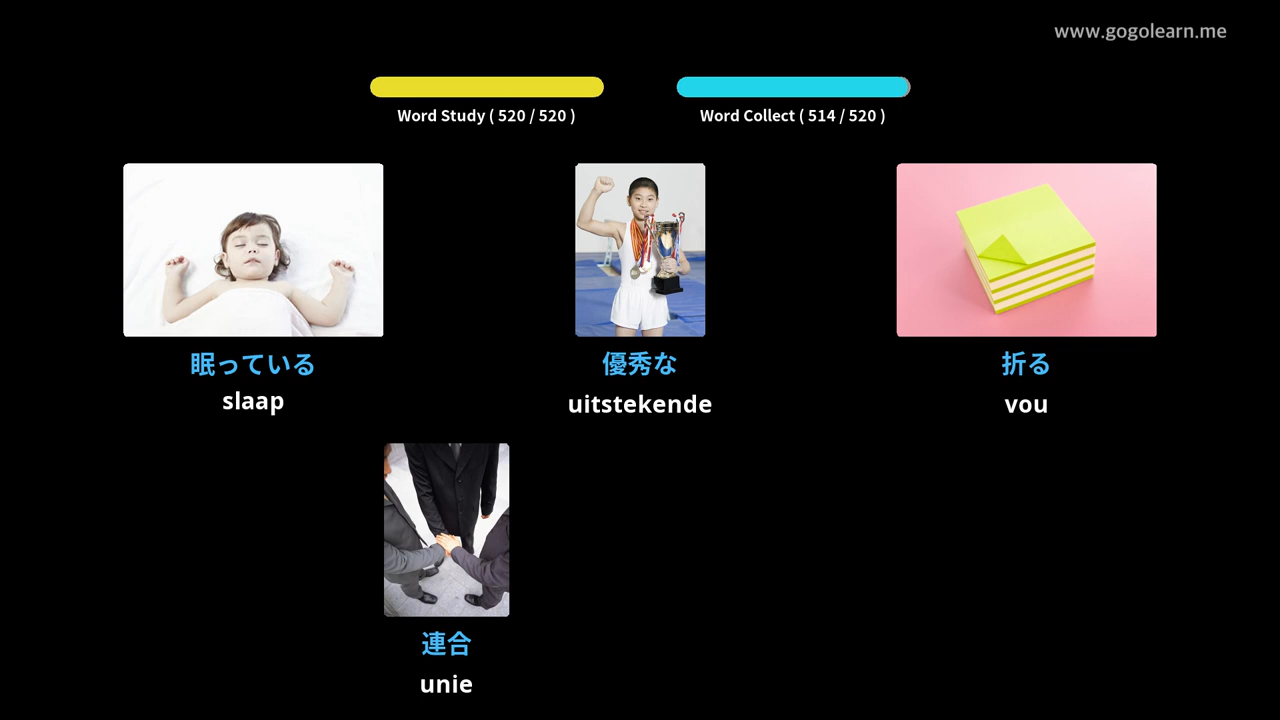 www.gogolearn.me
Word Study ( 520 / 520 )
Word Collect ( 514 / 520 )
眠っている
slaap
優秀な
uitstekende
折る
vou
連合
unie